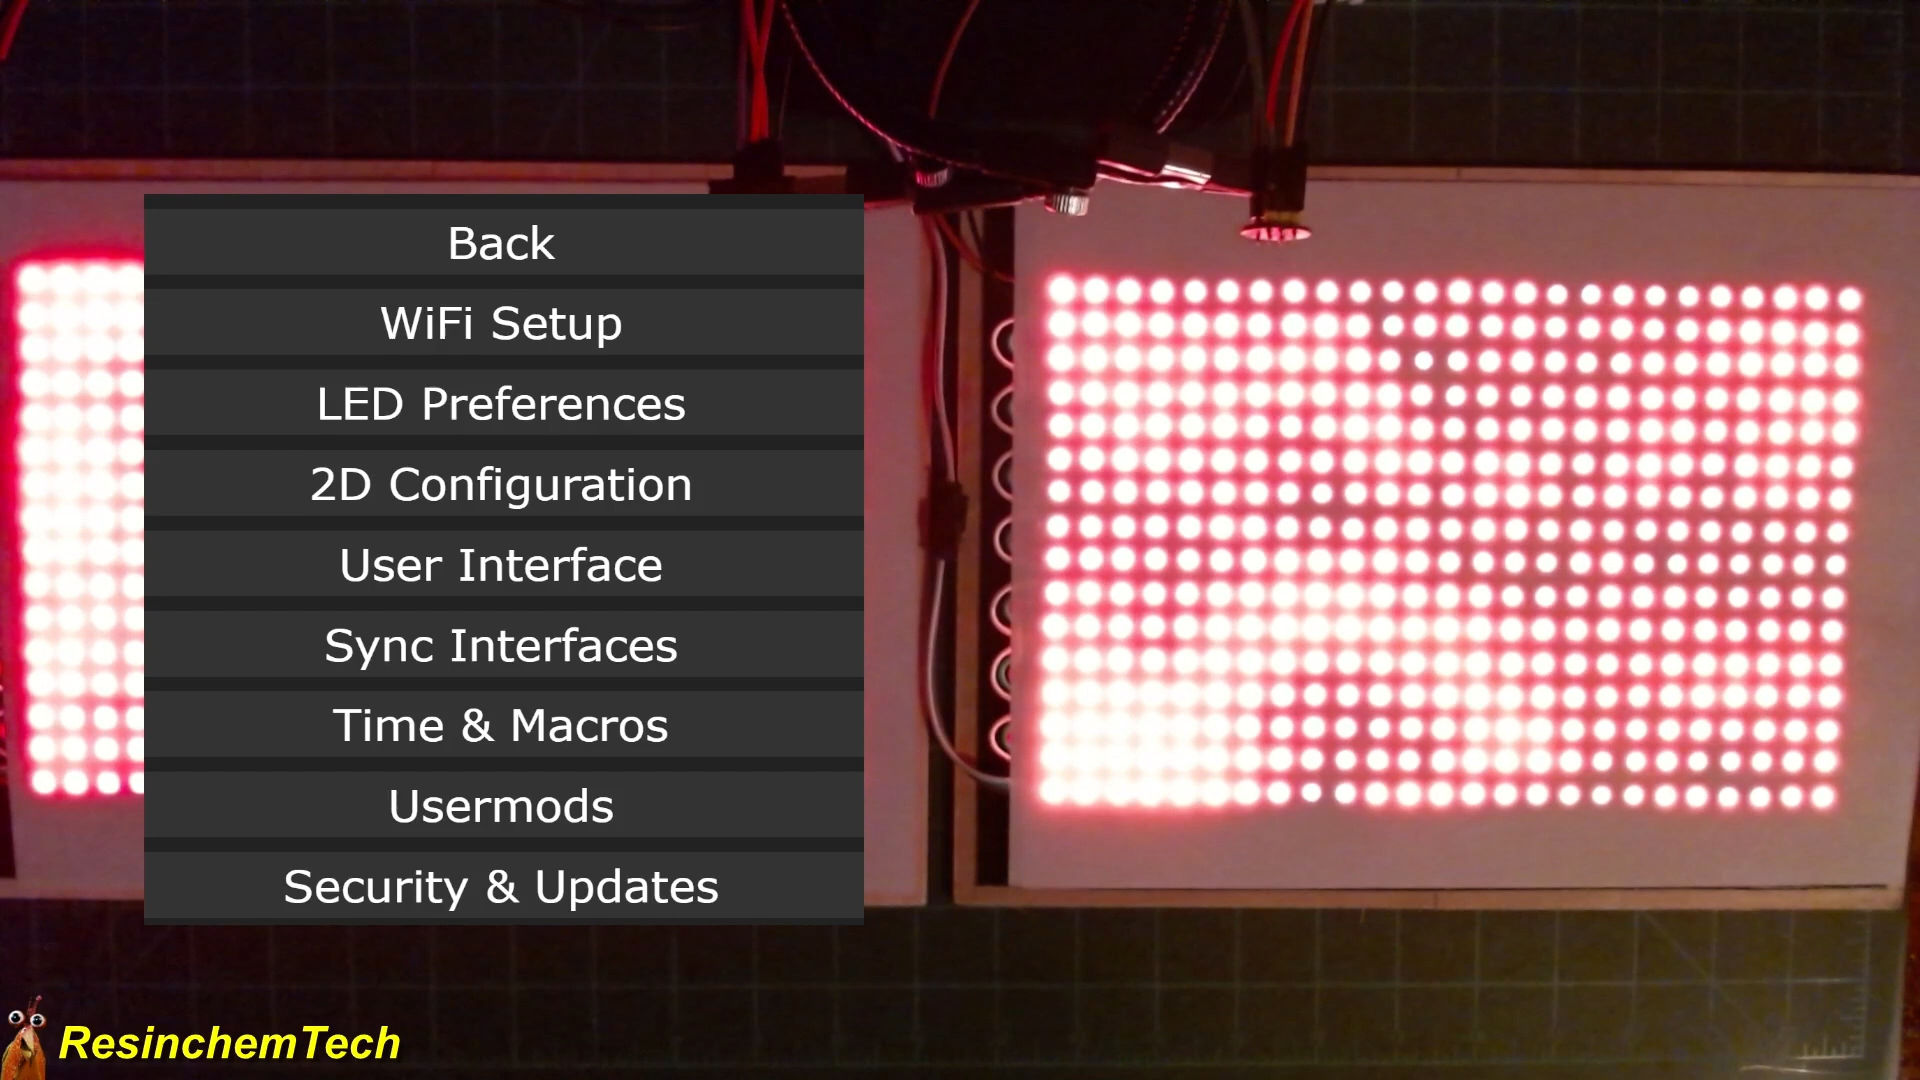 Back
WiFi Setup
LED Preferences
2D Configuration
User Interface
Sync Interfaces
Time & Macros
Usermods
Security & Updates
ResinchemTech